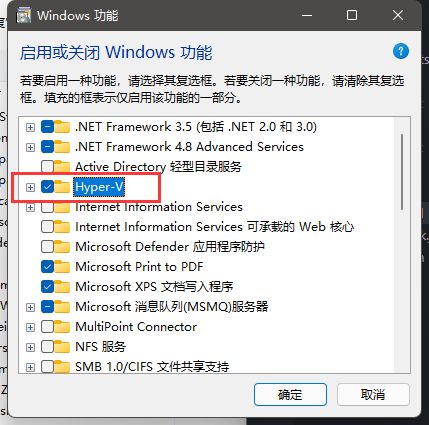 Windows 功能
启用或关闭 Windows 功能
若要启用一种功能，请选择其复选框。若要关闭一种功能，请清除其复选
框。填充的框表示仅启用该功能的一部分。
.NET Framework 3.5 (包括 .NET 2.0 和 3.0)
.NET Framework 4.8 Advanced Services
Active Directory 轻型目录服务
Hyper-V
Internet Information Services
Internet Information Services 可承载的 Web 核心
Microsoft Defender 应用程序防护
Microsoft Print to PDF
Microsoft XPS 文档写入程序
Microsoft 消息队列(MSMQ)服务器
MultiPoint Connector
NFS 服务
SMB 1.0/CIFS 文件共享支持
确定
取消